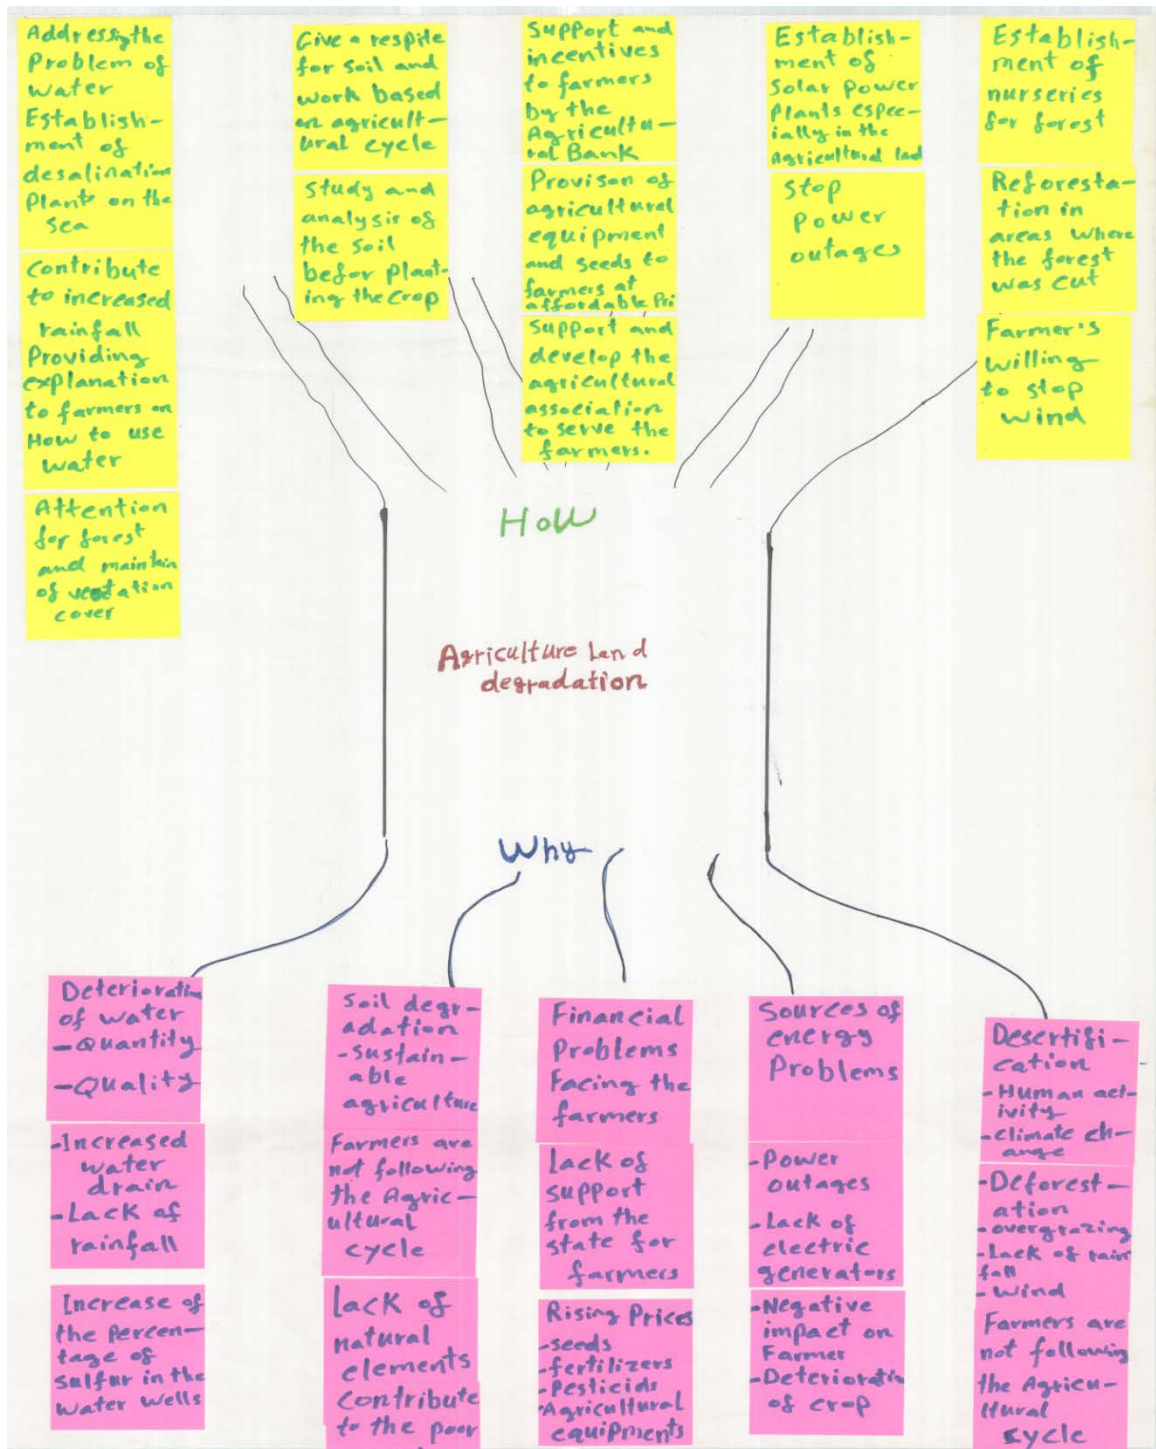 Addressing the
Problem of
water
Establish-
ment of
desalination
Plants on the
sea
Contribute
to increased
rainfall
Providing
explanation
to farmers on
How to use
water
Attention
for forest
and maintain
of vegtation
cover
Give a respite
for soil and
work based
on agricult-
ural cycle
Study and
analysis of
the soil
befor plant-
ing the crop
Support and
incentives
to farmers
by the
Agricultu-
ral Bank
Provison of
agricultural
equipment
and seeds to
farmers at
affordable Pri
Support and
develop the
agricultural
association
to serve the
farmers.
Establish-
ment of
Solar Power
Plants espec-
ially in the
Agricultural lad
Stop
Power
outages
Establish-
ment of
nurseries
for forest
Reforesta-
tion in
areas where
the forest
was cut
Farmer's
willing
to stop
wind
How
Agriculture land
degradation
Why
Deterioratin
of water
-Quantity
-Quality
-Increased
water
drain
-Lack of
rainfall
Increase of
the percen-
tage of
sulfur in the
water wells
Soil degr-
adation
-sustain-
able
agriculture
Farmers are
not following
the Agric-
ultural
cycle
lack of
natural
elements
contribute
to the poor
Financial
Problems
Facing the
farmers
lack of
support
from the
state for
farmers
Rising Prices
-seeds
-fertilizers
-Pesticids
-Agricultural
equipments
Sources of
energy
Problems
-Power
outages
-Lack of
electric
generators
-Negative
impact on
Farmer
-Deterioratin
of crop
Desertifi-
cation
-Human act-
ivity
-climate ch-
ange
-Deforest-
ation
-overgrazing
-Lack of rain
fall
-Wind
Farmers are
not following
the Agricu-
ltural
cycle